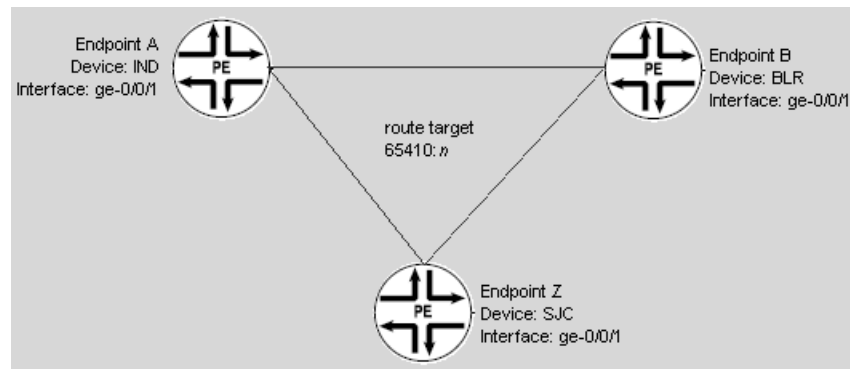 Endpoint A
Device: IND
Interface: ge-0/0/1
PE
PE
Endpoint B
Device: BLR
Interface: ge-0/0/1
route target
65410: n
PE
Endpoint Z
Device: SJC
Interface: ge-0/0/1